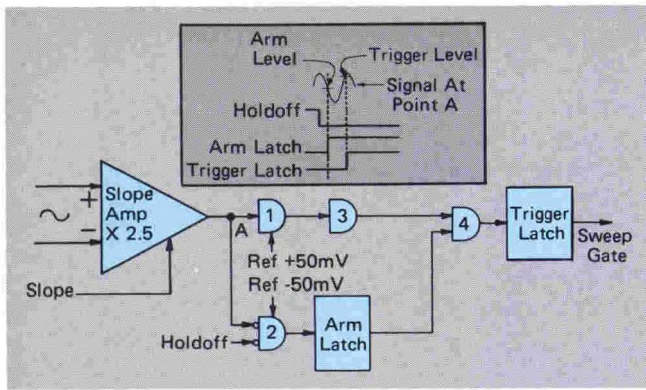 Arm
Level
Trigger Level
Signal At
Point A
Holdoff
Arm Latch
Trigger Latch
Slope
Amp
X 2.5
+
−
Slope
A
1
3
4
Trigger
Latch
Sweep
Gate
Ref +50mV
Ref -50mV
2
Holdoff
Arm
Latch